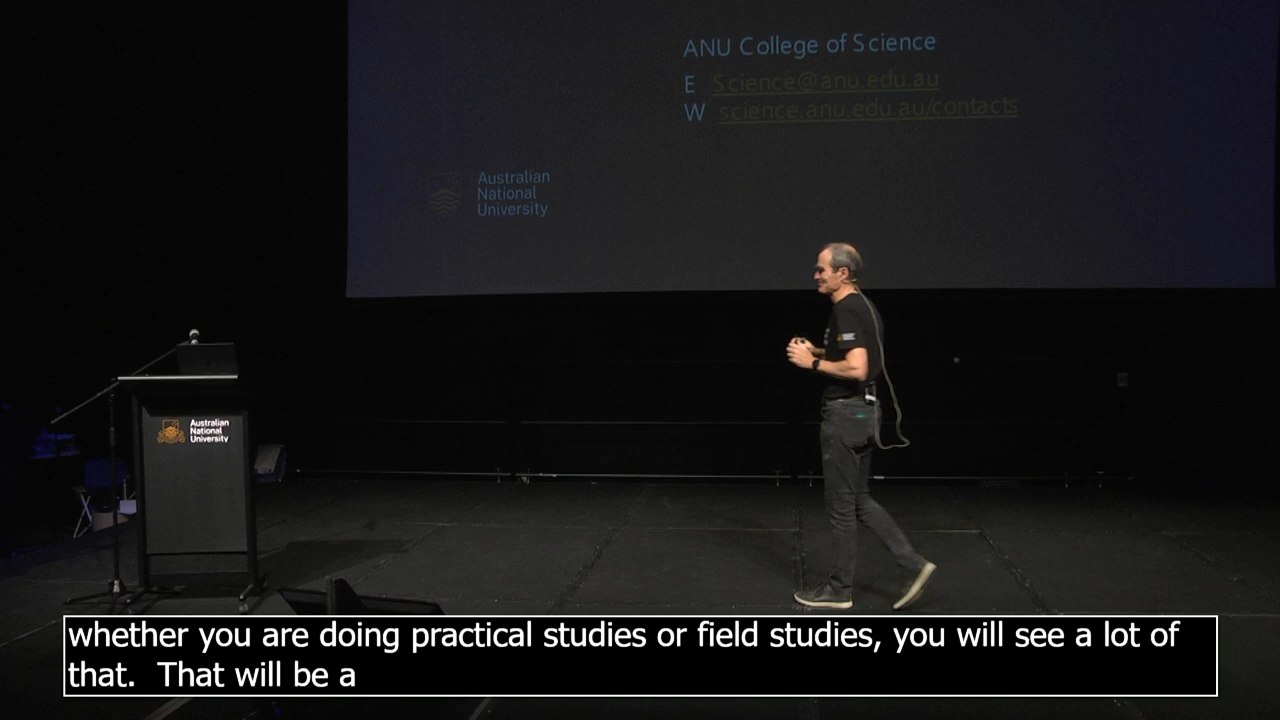 ANU College of Science
E Science@anu.edu.au
W science.anu.edu.au/contacts
Australian
National
University
Australian
National
University
whether you are doing practical studies or field studies, you will see a lot of
that. That will be a